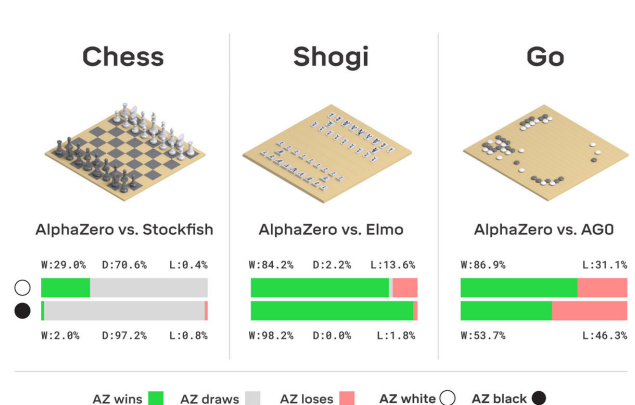 Chess
Shogi
Go
AlphaZero vs. Stockfish
AlphaZero vs. Elmo
AlphaZero vs. AG0
W:29.0% D:70.6% L:0.4%
W:84.2% D:2.2% L:13.6%
W:86.9% L:31.1%
W:2.0% D:97.2% L:0.8%
W:98.2% D:0.0% L:1.8%
W:53.7% L:46.3%
AZ wins AZ draws AZ loses AZ white AZ black